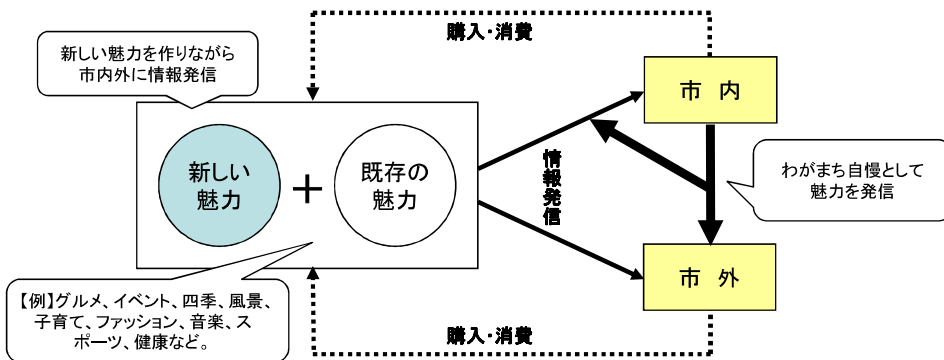 購入・消費
新しい魅力を作りながら
市内外に情報発信
市 内
新しい
魅力
+
既存の
魅力
情報発信
わがまち自慢として
魅力を発信
市 外
【例】グルメ、イベント、四季、風景、
子育て、ファッション、音楽、ス
ポーツ、健康など。
購入・消費